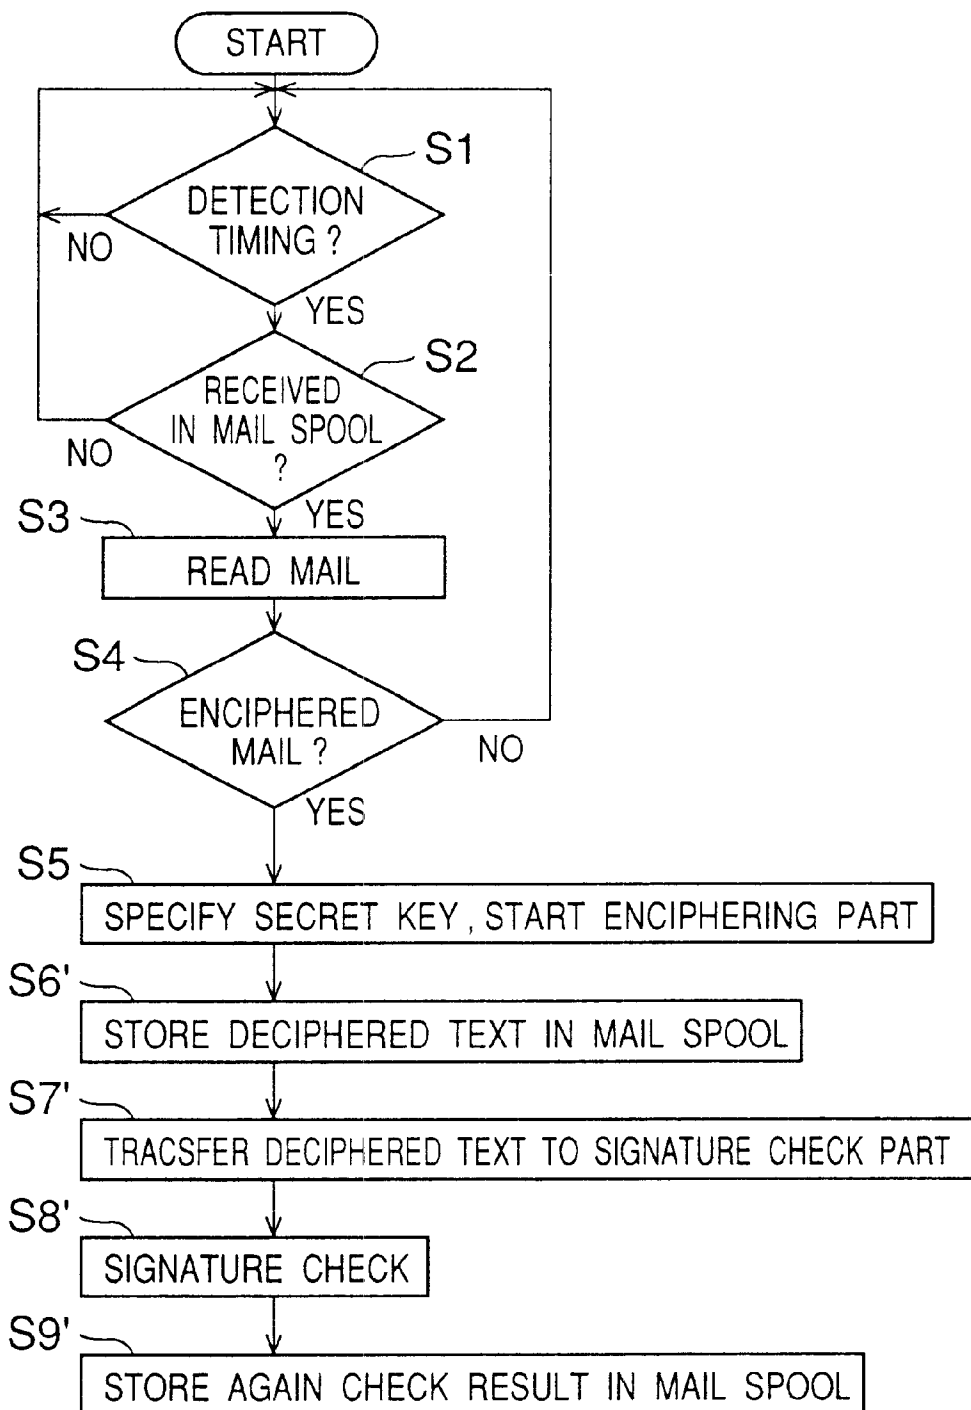 START
S1
DETECTION
TIMING ?
NO
YES
S2
RECEIVED
IN MAIL SPOOL
?
NO
YES
S3
READ MAIL
S4
ENCIPHERED
MAIL ?
NO
YES
S5
SPECIFY SECRET KEY, START ENCIPHERING PART
S6'
STORE DECIPHERED TEXT IN MAIL SPOOL
S7'
TRACSFER DECIPHERED TEXT TO SIGNATURE CHECK PART
S8'
SIGNATURE CHECK
S9'
STORE AGAIN CHECK RESULT IN MAIL SPOOL